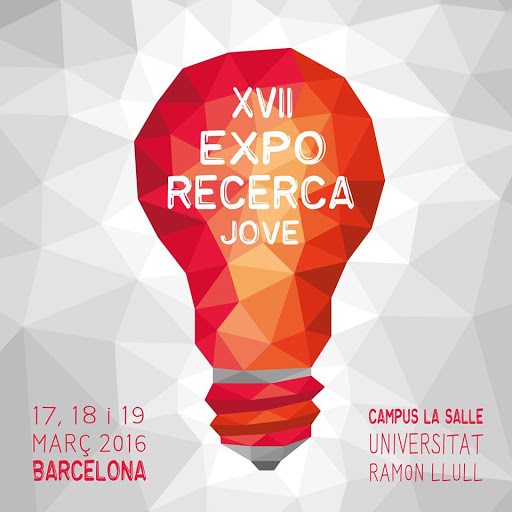 XVII
EXPO
RECERCA
JOVE
17, 18 i 19
MARÇ 2016
BARCELONA
CAMPUS LA SALLE
UNIVERSITAT
RAMON LLULL